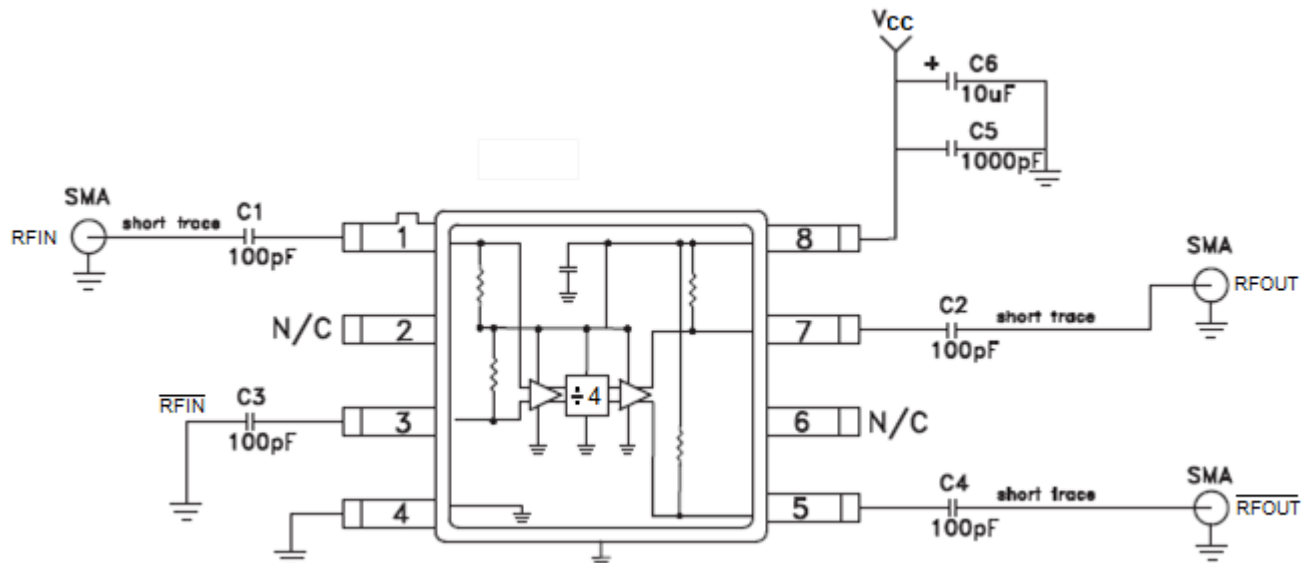 VCC
+ C6
10uF
C5
1000pF
SMA
RFIN
short trace
C1
100pF
1
8
SMA
RFOUT
N/C
2
7
C2
100pF
short trace
÷4
RFIN
C3
100pF
3
6
N/C
4
5
C4
100pF
short trace
SMA
RFOUT